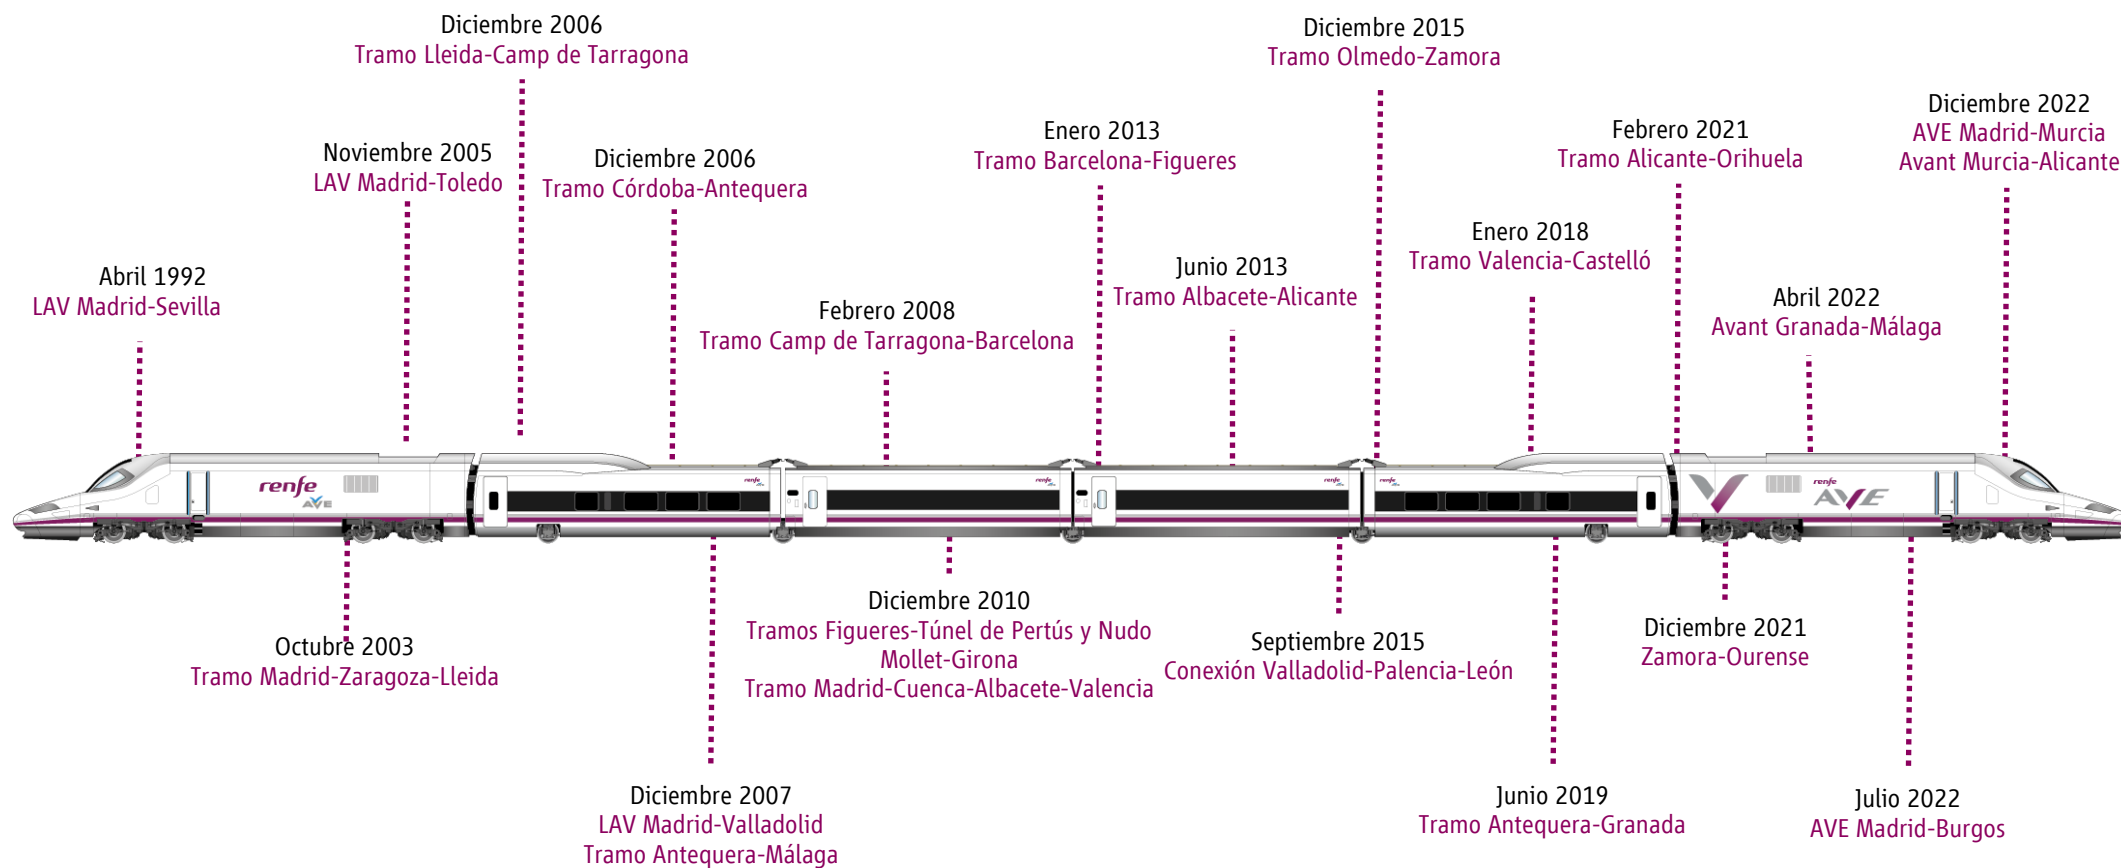 Diciembre 2006
Tramo Lleida-Camp de Tarragona
Diciembre 2015
Tramo Olmedo-Zamora
Noviembre 2005
LAV Madrid-Toledo
Diciembre 2006
Tramo Córdoba-Antequera
Enero 2013
Tramo Barcelona-Figueres
Febrero 2021
Tramo Alicante-Orihuela
Diciembre 2022
AVE Madrid-Murcia
Avant Murcia-Alicante
Abril 1992
LAV Madrid-Sevilla
Febrero 2008
Tramo Camp de Tarragona-Barcelona
Junio 2013
Tramo Albacete-Alicante
Enero 2018
Tramo Valencia-Castelló
Abril 2022
Avant Granada-Málaga
renfe
AVE
renfe
renfe
renfe
renfe
renfe
renfe
renfe
AVE
Octubre 2003
Tramo Madrid-Zaragoza-Lleida
Diciembre 2010
Tramos Figueres-Túnel de Pertús y Nudo
Mollet-Girona
Tramo Madrid-Cuenca-Albacete-Valencia
Septiembre 2015
Conexión Valladolid-Palencia-León
Diciembre 2021
Zamora-Ourense
Diciembre 2007
LAV Madrid-Valladolid
Tramo Antequera-Málaga
Junio 2019
Tramo Antequera-Granada
Julio 2022
AVE Madrid-Burgos